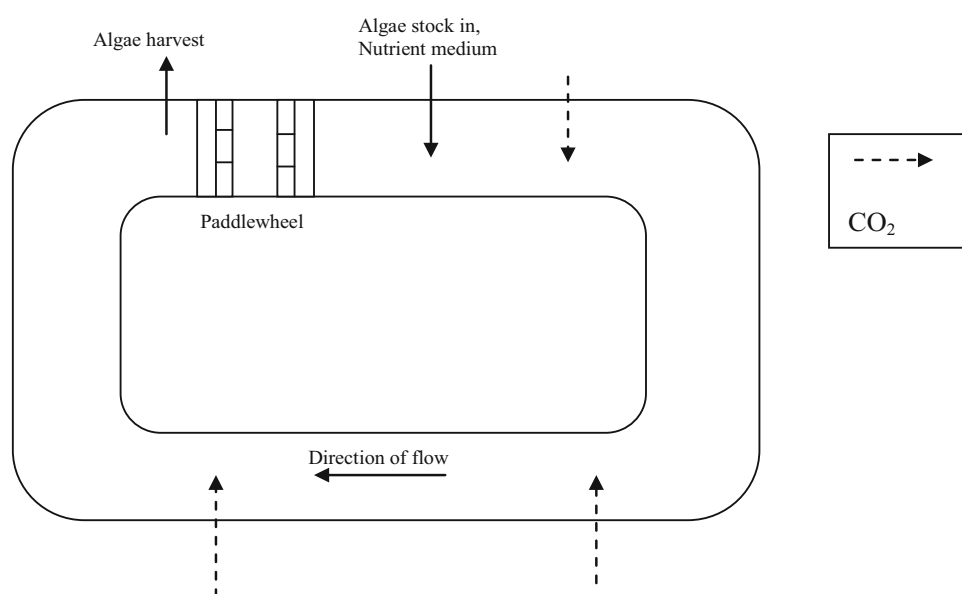 Algae harvest
Algae stock in,
Nutrient medium
Paddlewheel
CO₂
Direction of flow